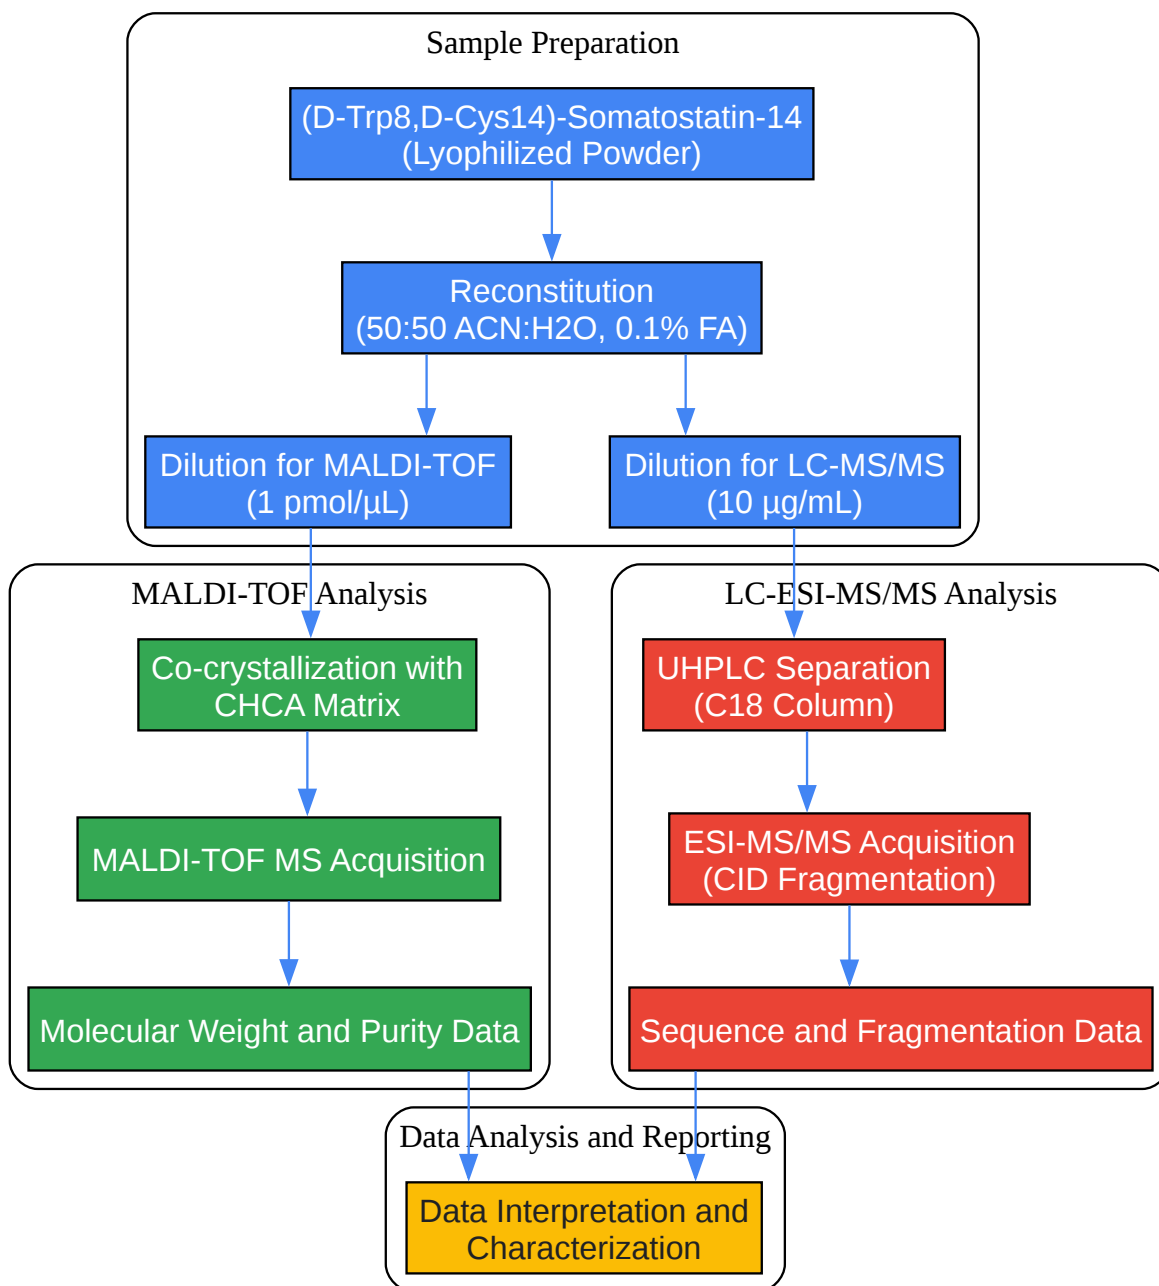 Sample Preparation
(D-Trp8,D-Cys14)-Somatostatin-14
(Lyophilized Powder)
Reconstitution
(50:50 ACN:H2O, 0.1% FA)
Dilution for MALDI-TOF
(1 pmol/µL)
Dilution for LC-MS/MS
(10 µg/mL)
MALDI-TOF Analysis
Co-crystallization with
CHCA Matrix
MALDI-TOF MS Acquisition
Molecular Weight and Purity Data
LC-ESI-MS/MS Analysis
UHPLC Separation
(C18 Column)
ESI-MS/MS Acquisition
(CID Fragmentation)
Sequence and Fragmentation Data
Data Analysis and Reporting
Data Interpretation and
Characterization